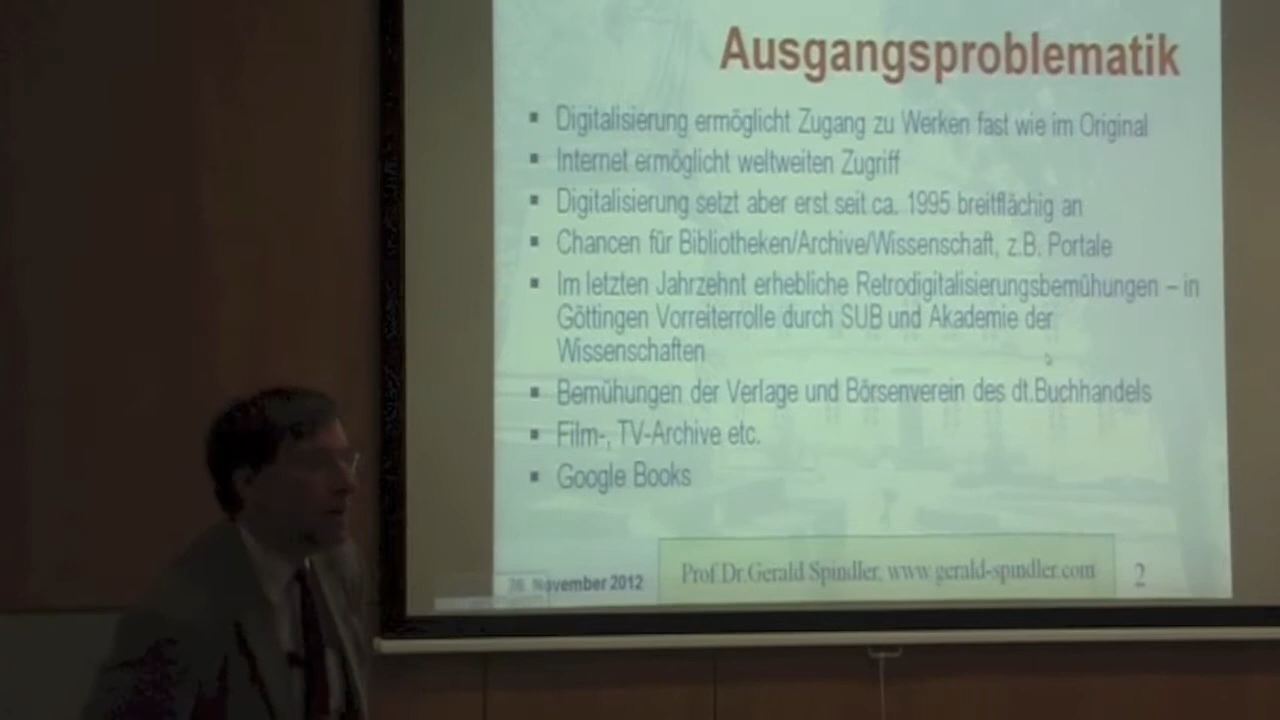 Ausgangsproblematik
▪ Digitalisierung ermöglicht Zugang zu Werken fast wie im Original
▪ Internet ermöglicht weltweiten Zugriff
▪ Digitalisierung setzt aber erst seit ca. 1995 breitflächig an
▪ Chancen für Bibliotheken/Archive/Wissenschaft, z.B. Portale
▪ Im letzten Jahrzehnt erhebliche Retrodigitalisierungsbemühungen – in
Göttingen Vorreiterrolle durch SUB und Akademie der
Wissenschaften
▪ Bemühungen der Verlage und Börsenverein des dt.Buchhandels
▪ Film-, TV-Archive etc.
▪ Google Books
November 2012
Prof.Dr.Gerald Spindler, www.gerald-spindler.com
2